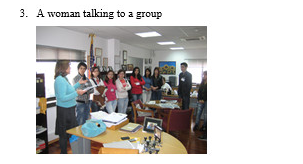 3. A woman talking to a group